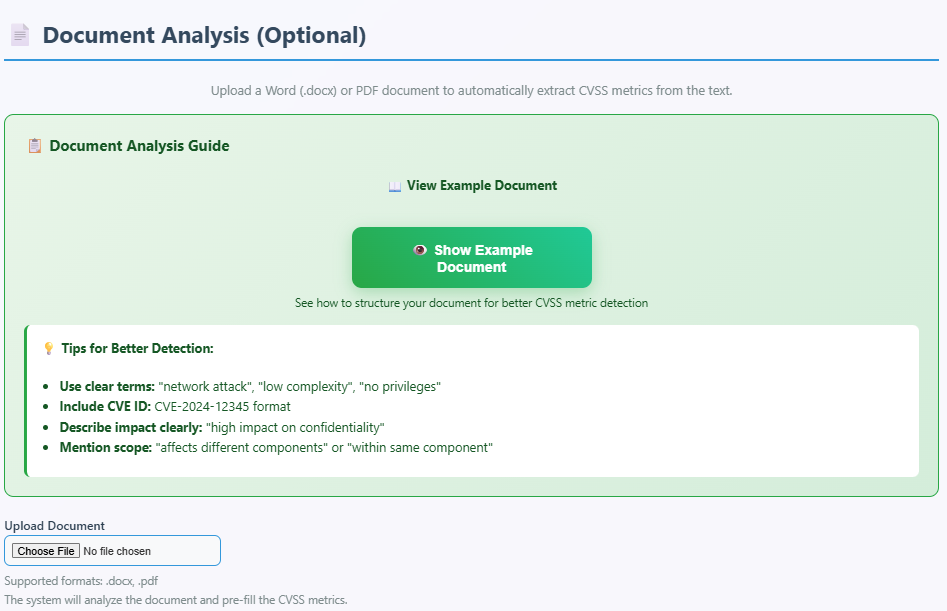 Document Analysis (Optional)
Upload a Word (.docx) or PDF document to automatically extract CVSS metrics from the text.
Document Analysis Guide
View Example Document
Show Example
Document
See how to structure your document for better CVSS metric detection
Tips for Better Detection:
• Use clear terms: "network attack", "low complexity", "no privileges"
• Include CVE ID: CVE-2024-12345 format
• Describe impact clearly: "high impact on confidentiality"
• Mention scope: "affects different components" or "within same component"
Upload Document
Choose File No file chosen
Supported formats: .docx, .pdf
The system will analyze the document and pre-fill the CVSS metrics.